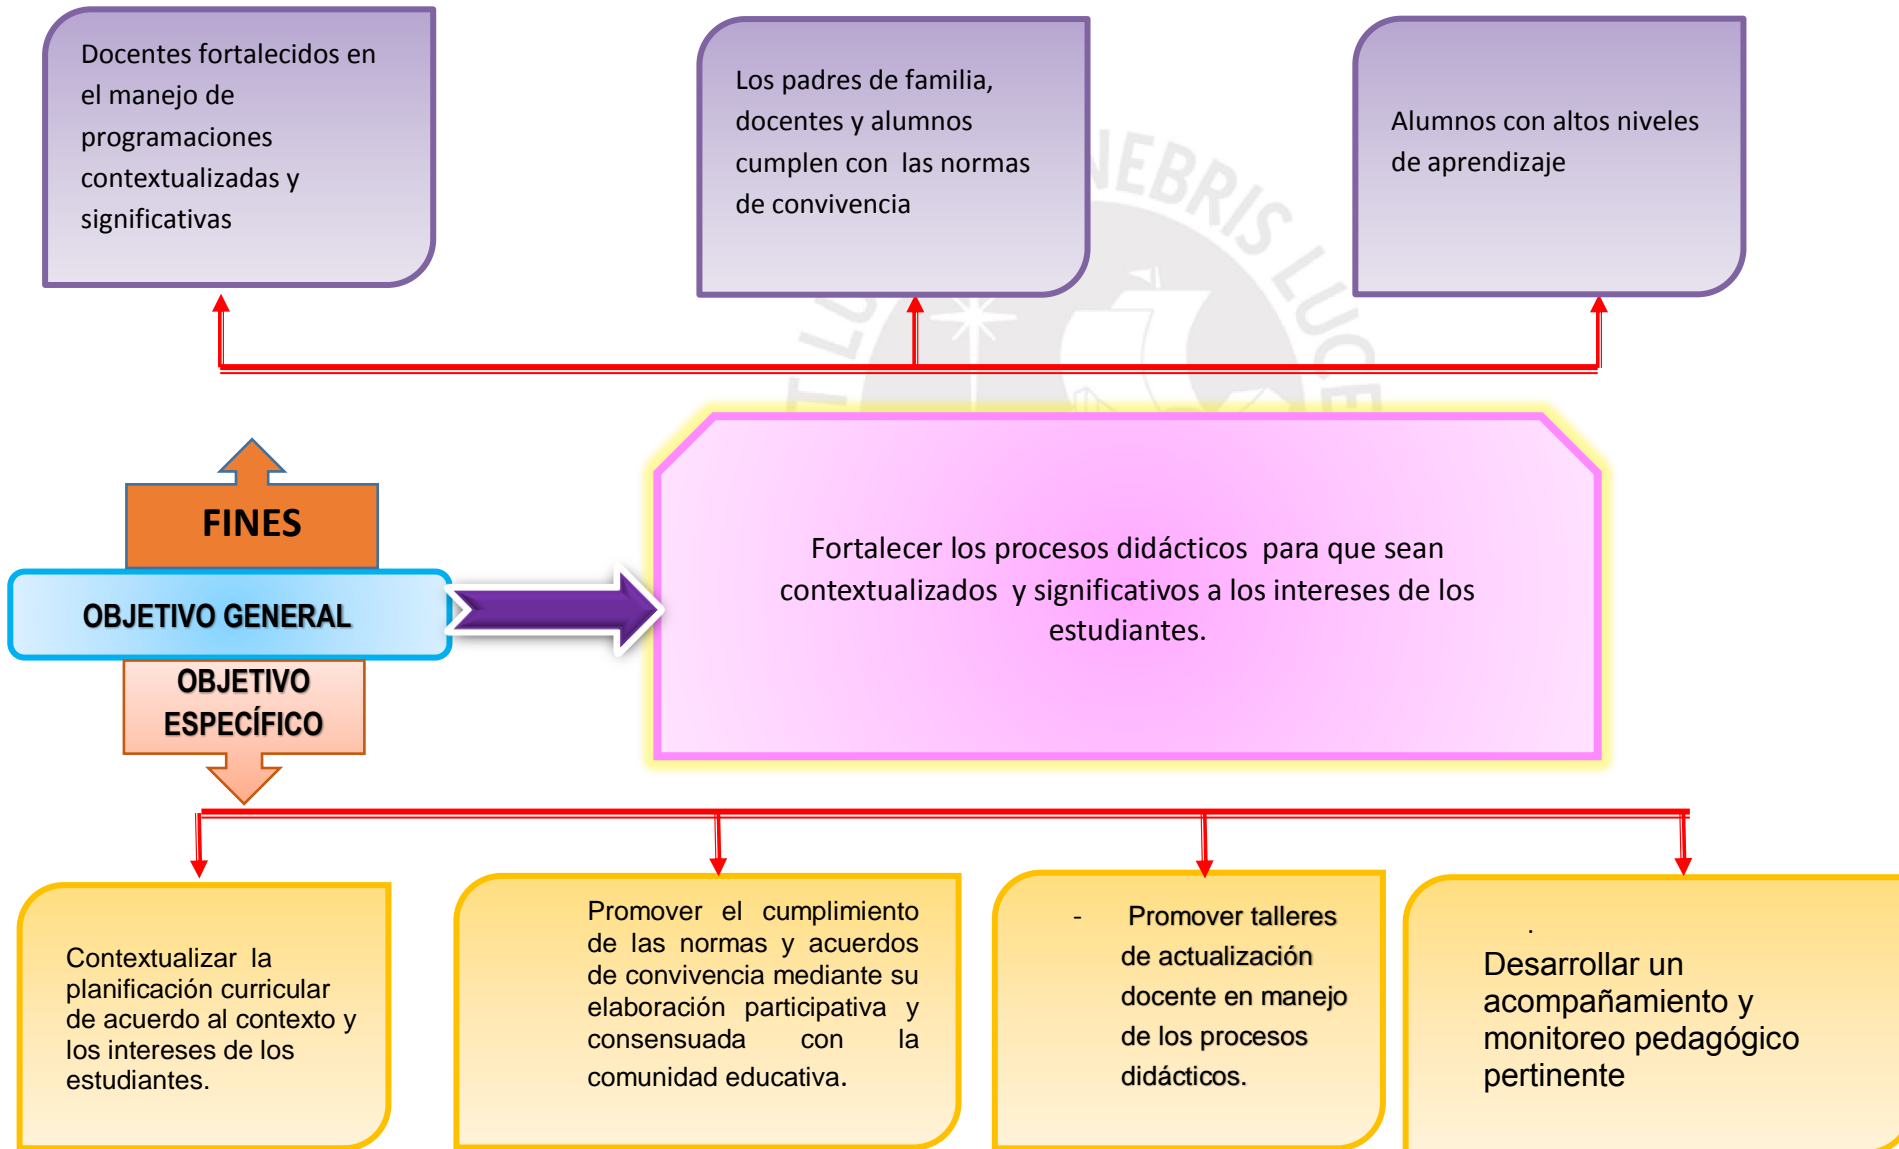 Docentes fortalecidos en
el manejo de
programaciones
contextualizadas y
significativas
Los padres de familia,
docentes y alumnos
cumplen con las normas
de convivencia
Alumnos con altos niveles
de aprendizaje
FINES
OBJETIVO GENERAL
OBJETIVO
ESPECÍFICO
Fortalecer los procesos didácticos para que sean
contextualizados y significativos a los intereses de los
estudiantes.
Contextualizar la
planificación curricular
de acuerdo al contexto y
los intereses de los
estudiantes.
Promover el cumplimiento
de las normas y acuerdos
de convivencia mediante su
elaboración participativa y
consensuada con la
comunidad educativa.
- Promover talleres
de actualización
docente en manejo
de los procesos
didácticos.
.
Desarrollar un
acompañamiento y
monitoreo pedagógico
pertinente